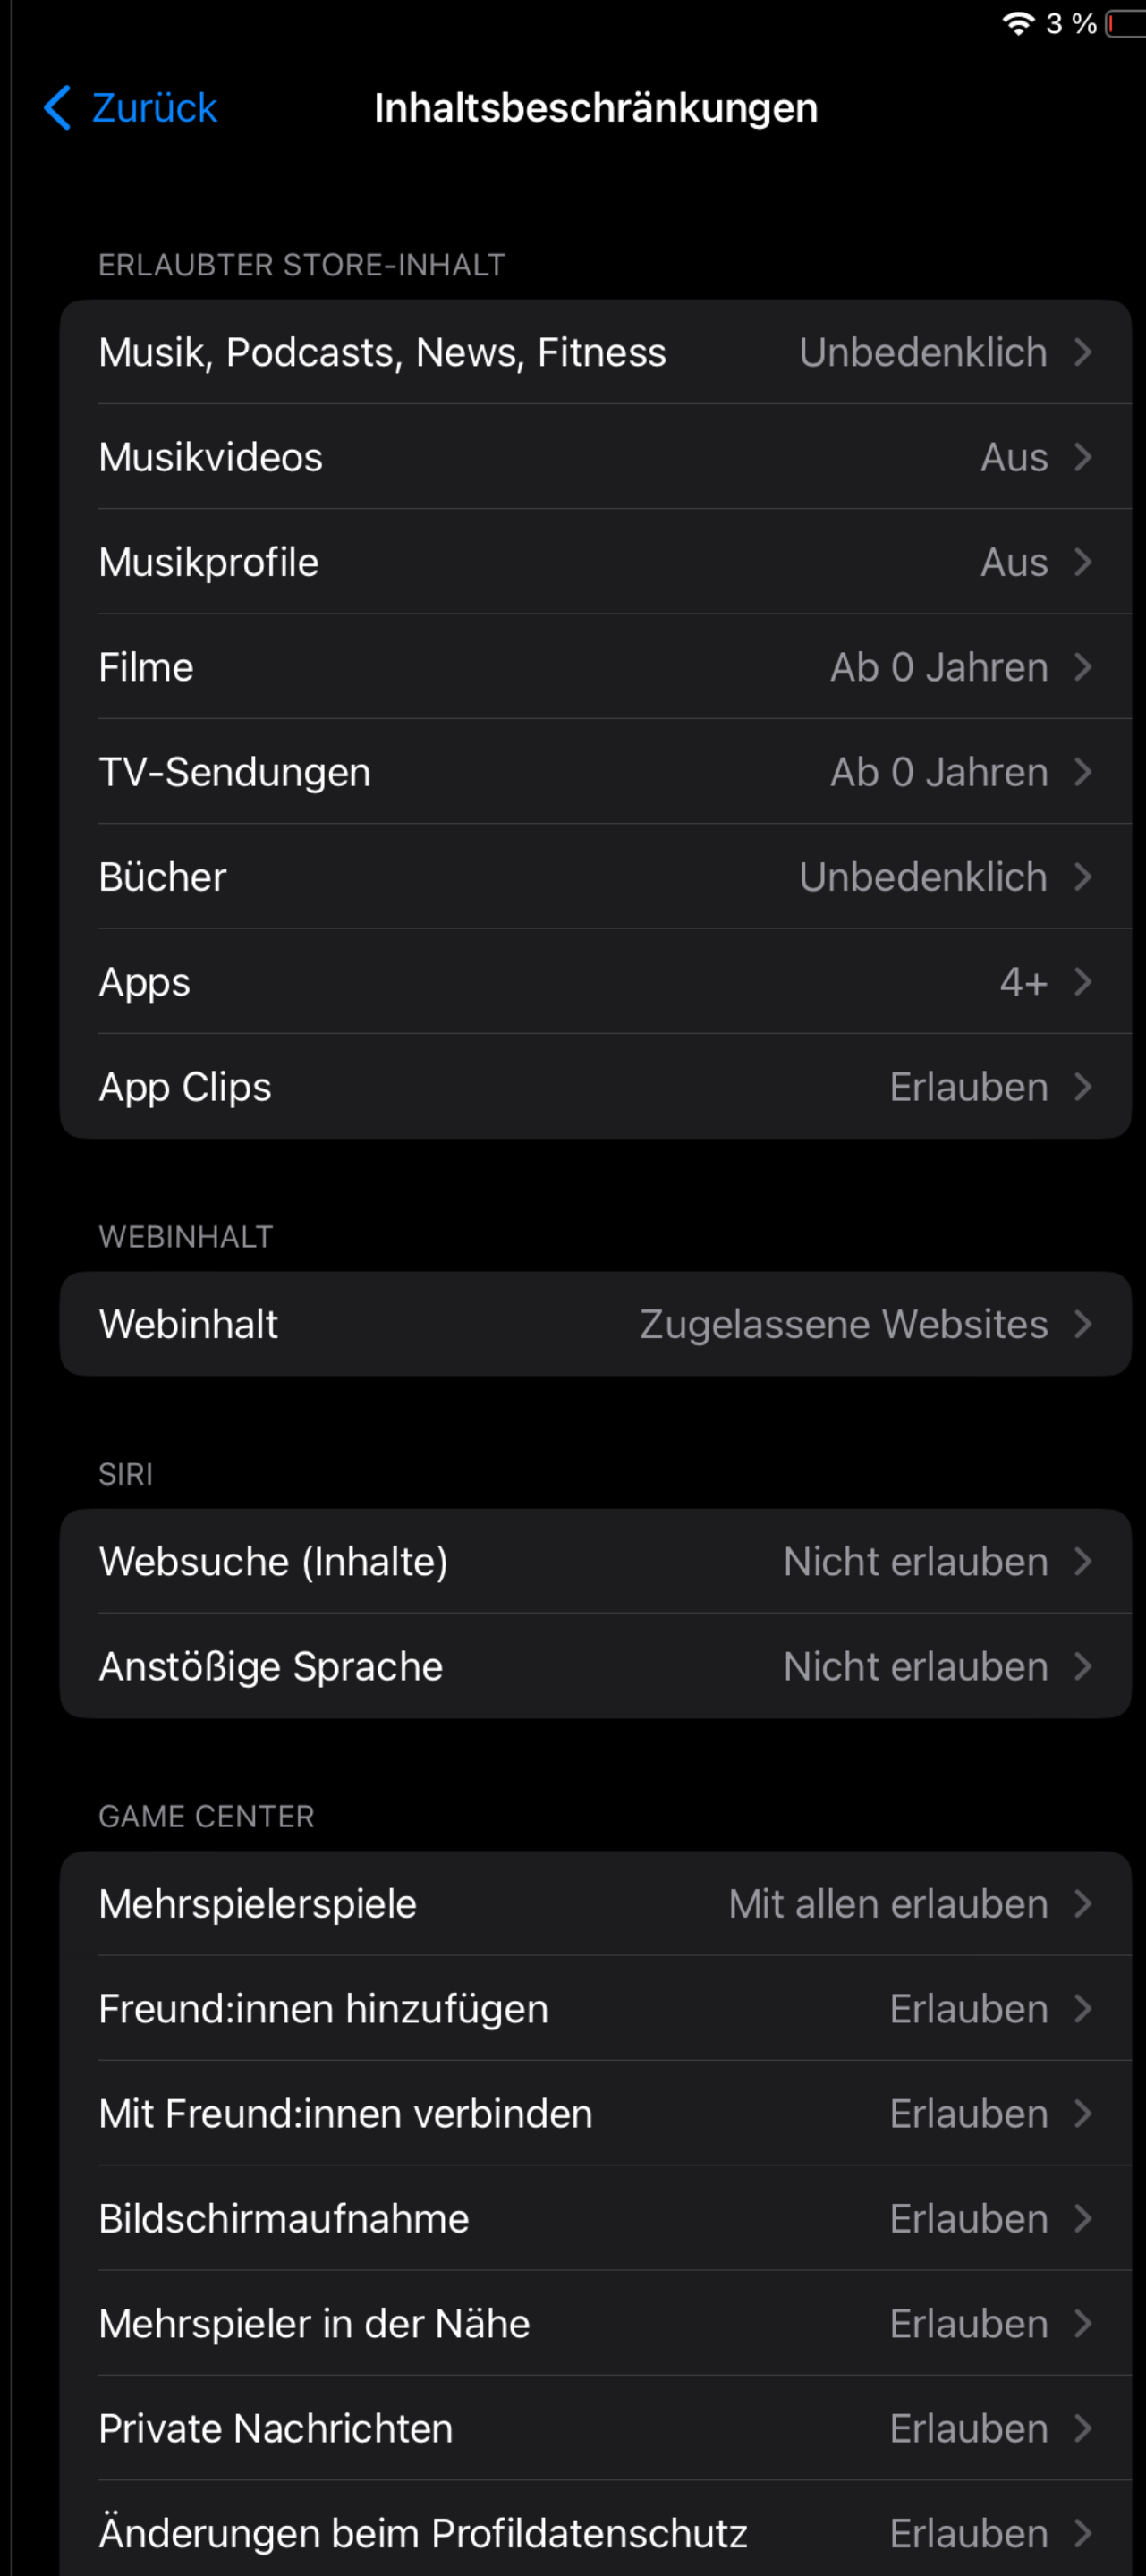 3 %
Zurück
Inhaltsbeschränkungen
ERLAUBTER STORE-INHALT
Musik, Podcasts, News, Fitness Unbedenklich
Musikvideos Aus
Musikprofile Aus
Filme Ab 0 Jahren
TV-Sendungen Ab 0 Jahren
Bücher Unbedenklich
Apps 4+
App Clips Erlauben
WEBINHALT
Webinhalt Zugelassene Websites
SIRI
Websuche (Inhalte) Nicht erlauben
Anstößige Sprache Nicht erlauben
GAME CENTER
Mehrspielerspiele Mit allen erlauben
Freund:innen hinzufügen Erlauben
Mit Freund:innen verbinden Erlauben
Bildschirmaufnahme Erlauben
Mehrspieler in der Nähe Erlauben
Private Nachrichten Erlauben
Änderungen beim Profildatenschutz Erlauben